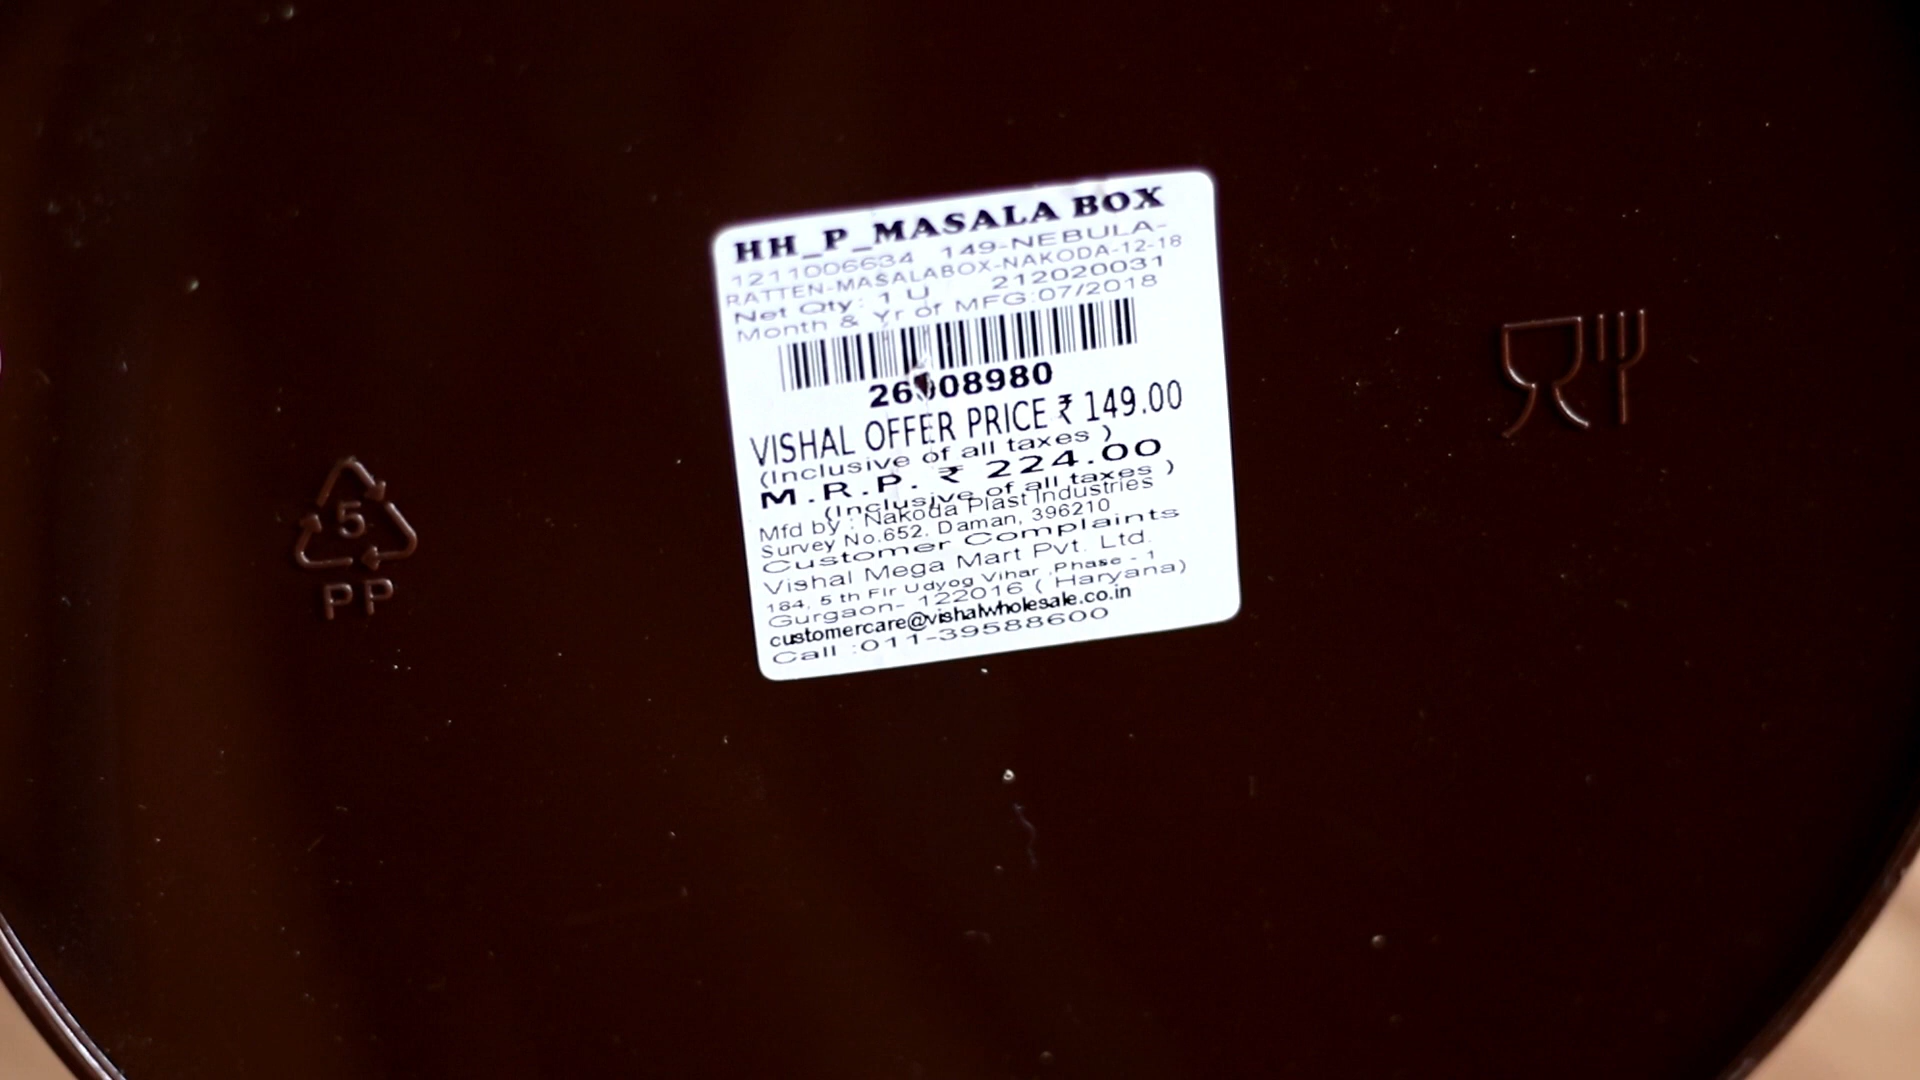 HH_P_MASALA BOX
1211006634 149-NEBULA-
RATTEN-MASALABOX-NAKODA-12-18
Net Qty: 1 U 212020031
Month & Yr of MFG:07/2018
VISHAL OFFER PRICE ₹ 149.00
(Inclusive of all taxes )
M.R.P. ₹ 224.00
(Inclusive of all taxes )
Mfd by : Nakoda Plast Industries
Survey No.652, Daman, 396210
Customer Complaints
Vishal Mega Mart Pvt. Ltd.
184, 5 th Flr Udyog Vihar ,Phase - 1
Gurgaon- 122016 ( Haryana)
customercare@vishalwholesale.co.in
Call :011-39588600
5
PP